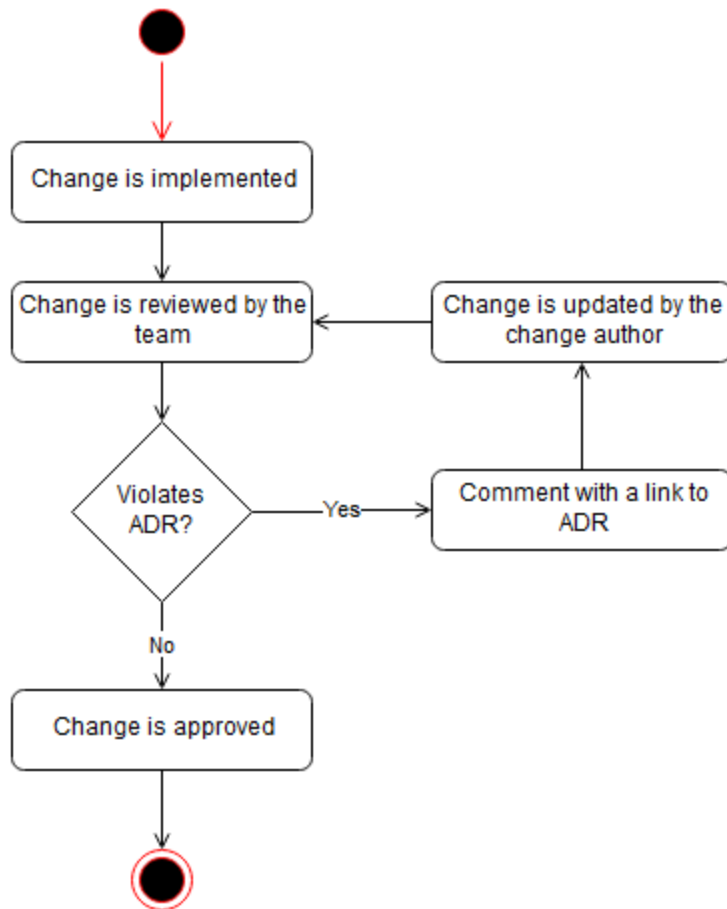 Change is implemented
Change is reviewed by the
team
Change is updated by the
change author
Violates
ADR?
Yes
Comment with a link to
ADR
No
Change is approved